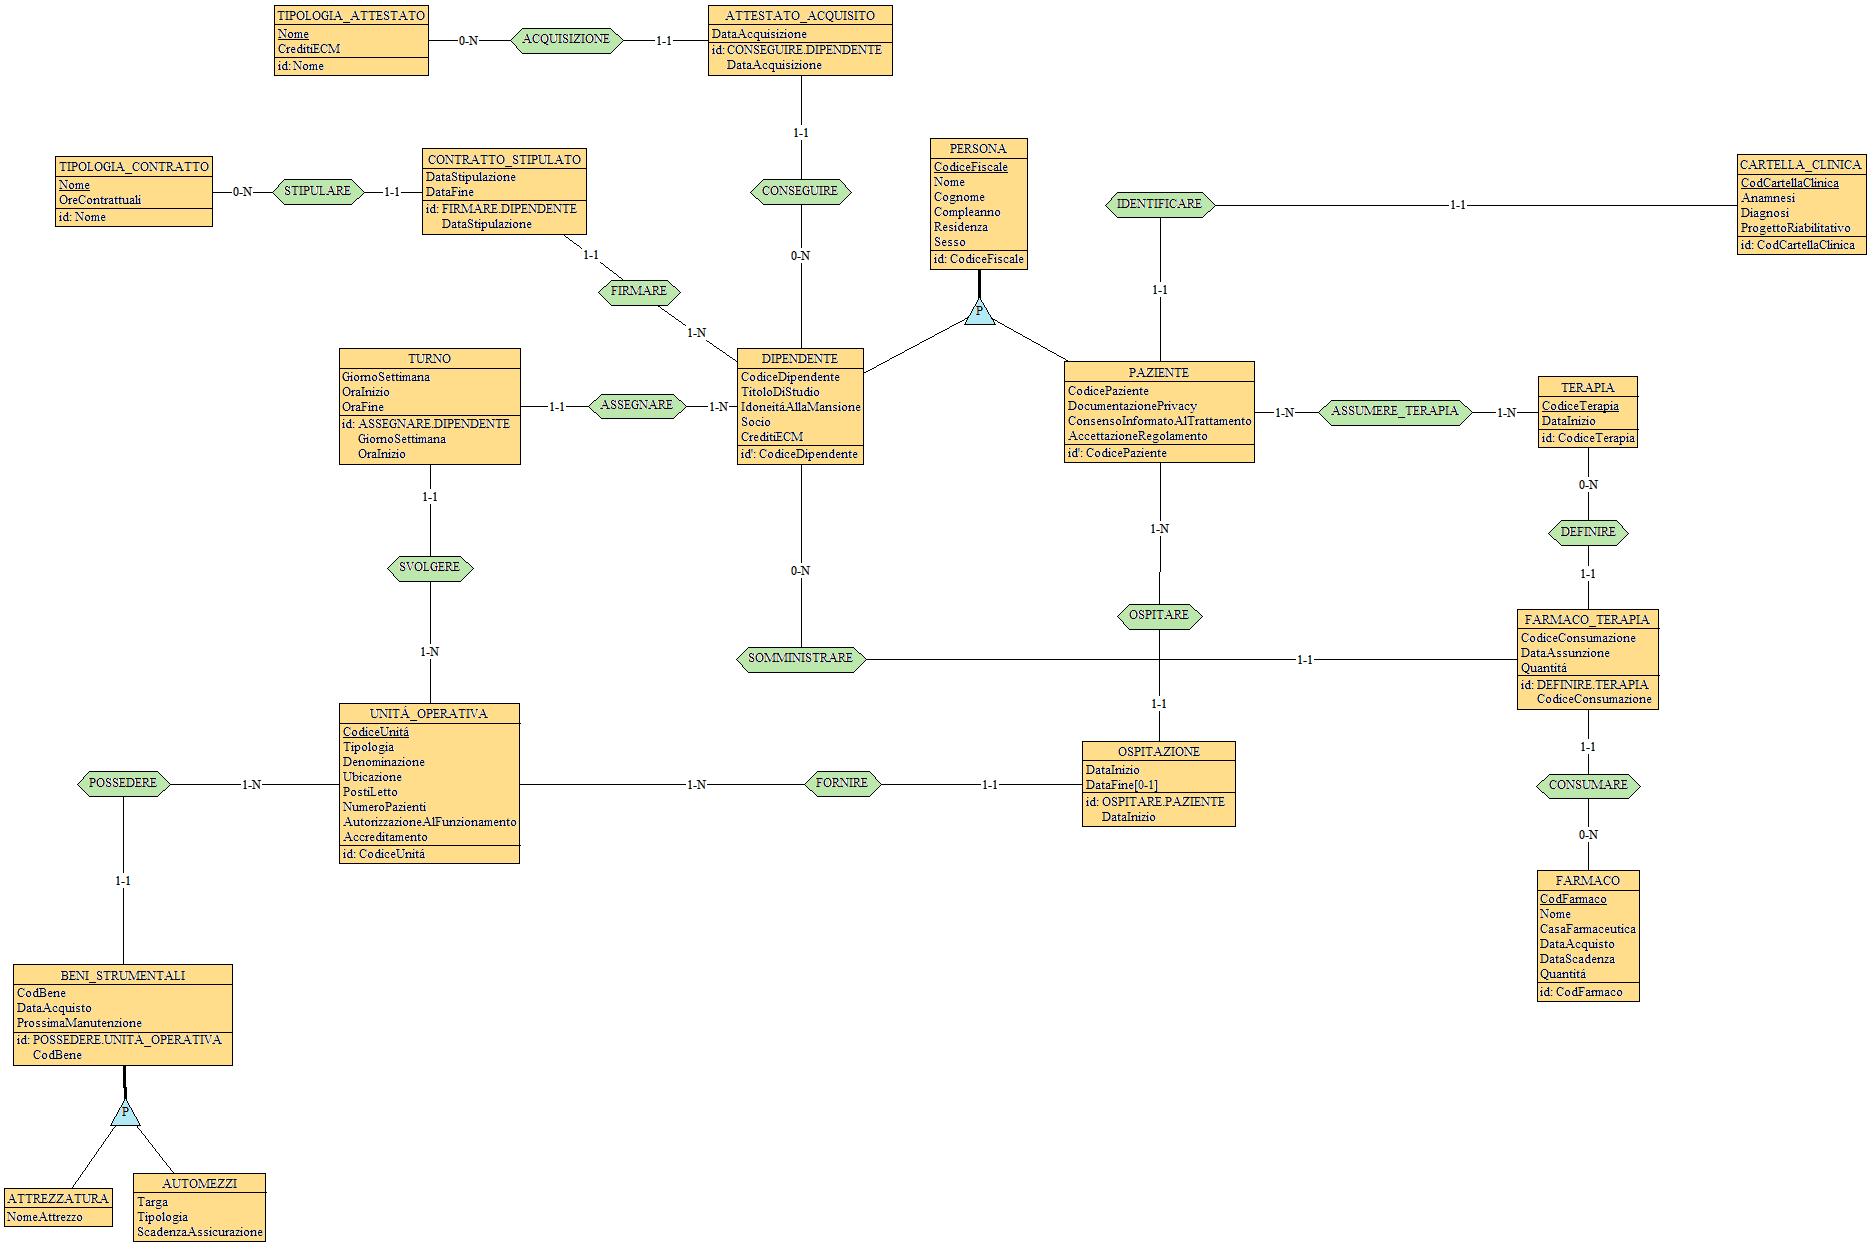 TIPOLOGIA_ATTESTATO
Nome
CreditiECM
id: Nome
0-N
ACQUISIZIONE
1-1
ATTESTATO_ACQUISITO
DataAcquisizione
id: CONSEGUIRE.DIPENDENTE
DataAcquisizione
1-1
CONSEGUIRE
0-N
TIPOLOGIA_CONTRATTO
Nome
OreContrattuali
id: Nome
0-N
STIPULARE
1-1
CONTRATTO_STIPULATO
DataStipulazione
DataFine
id: FIRMARE.DIPENDENTE
DataStipulazione
1-1
FIRMARE
1-N
PERSONA
CodiceFiscale
Nome
Cognome
Compleanno
Residenza
Sesso
id: CodiceFiscale
P
IDENTIFICARE
1-1
1-1
CARTELLA_CLINICA
CodCartellaClinica
Anamnesi
Diagnosi
ProgettoRiabilitativo
id: CodCartellaClinica
TURNO
GiornoSettimana
OraInizio
OraFine
id: ASSEGNARE.DIPENDENTE
GiornoSettimana
OraInizio
1-1
ASSEGNARE
1-N
DIPENDENTE
CodiceDipendente
TitoloDiStudio
IdoneitáAllaMansione
Socio
CreditiECM
id': CodiceDipendente
PAZIENTE
CodicePaziente
DocumentazionePrivacy
ConsensoInformatoAlTrattamento
AccettazioneRegolamento
id': CodicePaziente
1-N
ASSUMERE_TERAPIA
1-N
TERAPIA
CodiceTerapia
DataInizio
id: CodiceTerapia
0-N
DEFINIRE
1-1
1-1
SVOLGERE
1-N
0-N
SOMMINISTRARE
1-1
1-N
OSPITARE
1-1
FARMACO_TERAPIA
CodiceConsumazione
DataAssunzione
Quantitá
id: DEFINIRE.TERAPIA
CodiceConsumazione
1-1
CONSUMARE
0-N
UNITÁ_OPERATIVA
CodiceUnitá
Tipologia
Denominazione
Ubicazione
PostiLetto
NumeroPazienti
AutorizzazioneAlFunzionamento
Accreditamento
id: CodiceUnitá
POSSEDERE
1-N
1-1
1-N
FORNIRE
1-1
OSPITAZIONE
DataInizio
DataFine[0-1]
id: OSPITARE.PAZIENTE
DataInizio
FARMACO
CodFarmaco
Nome
CasaFarmaceutica
DataAcquisto
DataScadenza
Quantitá
id: CodFarmaco
BENI_STRUMENTALI
CodBene
DataAcquisto
ProssimaManutenzione
id: POSSEDERE.UNITÁ_OPERATIVA
CodBene
P
ATTREZZATURA
NomeAttrezzo
AUTOMEZZI
Targa
Tipologia
ScadenzaAssicurazione